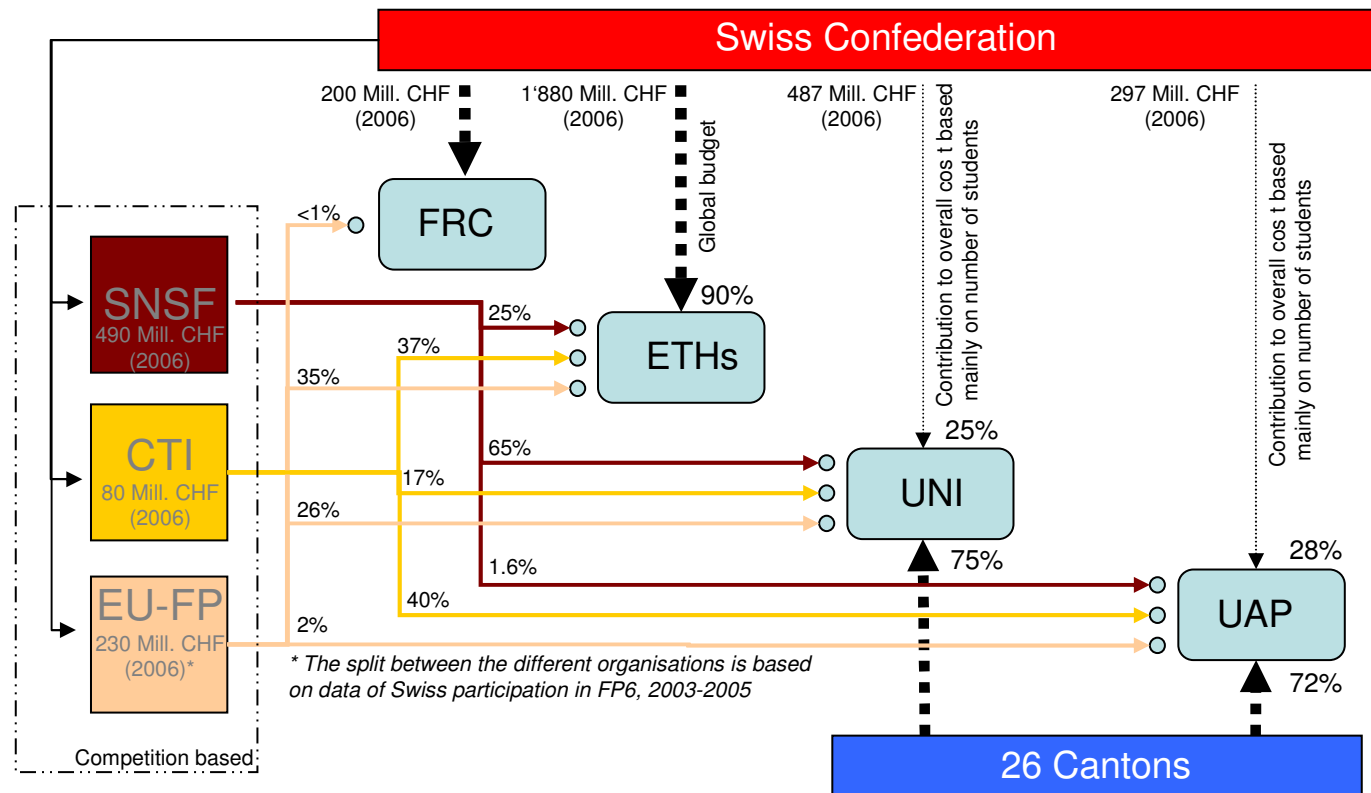 Swiss Confederation
200 Mill. CHF
(2006)
1‘880 Mill. CHF
(2006)
487 Mill. CHF
(2006)
297 Mill. CHF
(2006)
Global budget
Contribution to overall cos t based
mainly on number of students
Contribution to overall cos t based
mainly on number of students
<1%
FRC
SNSF
490 Mill. CHF
(2006)
90%
25%
37%
35%
ETHs
CTI
80 Mill. CHF
(2006)
25%
65%
17%
26%
UNI
75%
28%
1.6%
40%
2%
UAP
72%
EU-FP
230 Mill. CHF
(2006)*
* The split between the different organisations is based
on data of Swiss participation in FP6, 2003-2005
Competition based
26 Cantons